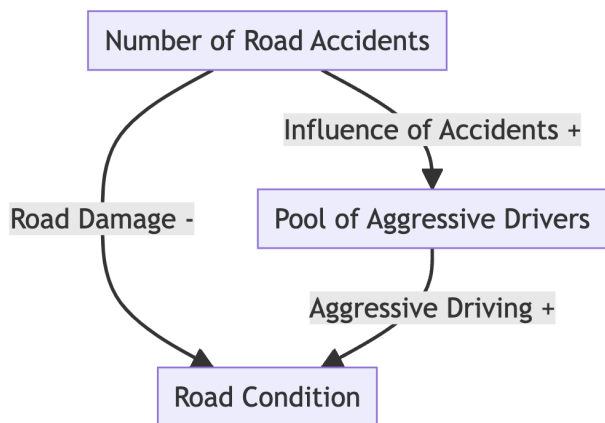 Number of Road Accidents
Influence of Accidents +
Road Damage -
Pool of Aggressive Drivers
Aggressive Driving +
Road Condition